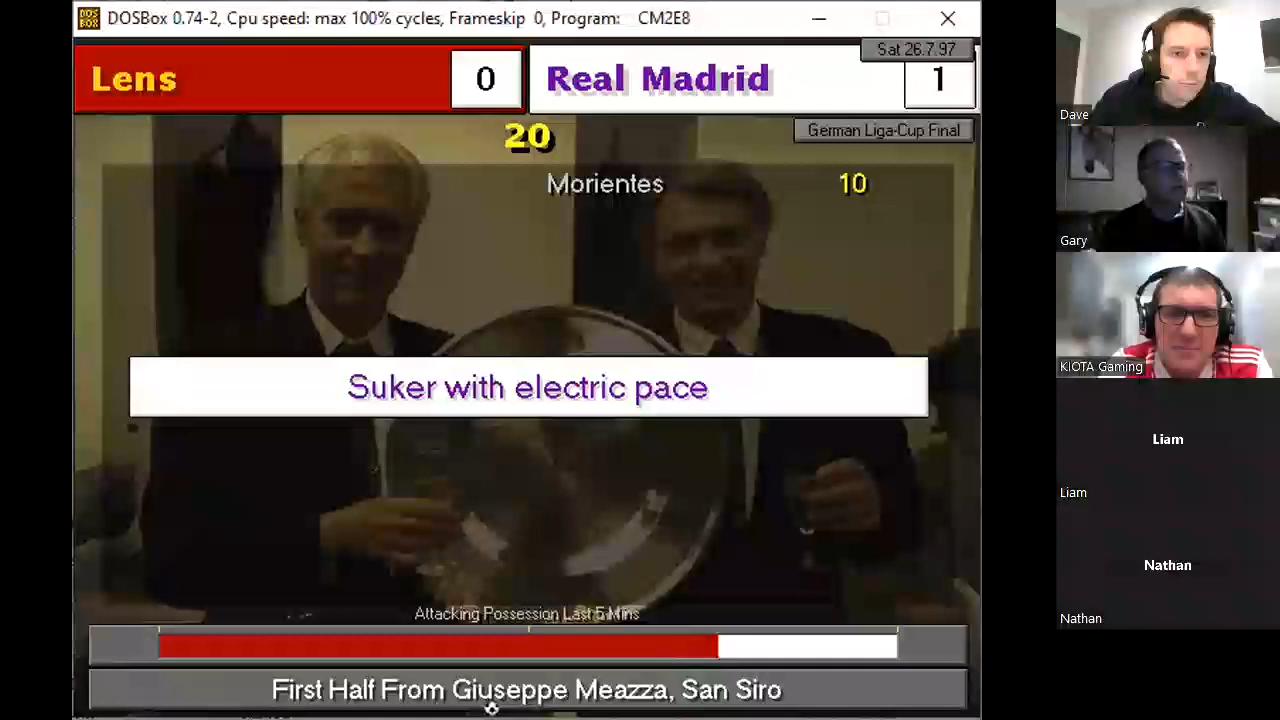 DOSBox 0.74-2, Cpu speed: max 100% cycles, Frameskip 0, Program: CM2E8
Sat 26.7.97
Lens 0 Real Madrid 1
20
German Liga-Cup Final
Morientes 10
Suker with electric pace
Attacking Possession Last 5 Mins
First Half From Giuseppe Meazza, San Siro
Dave
Gary
KIOTA Gaming
Liam
Liam
Nathan
Nathan